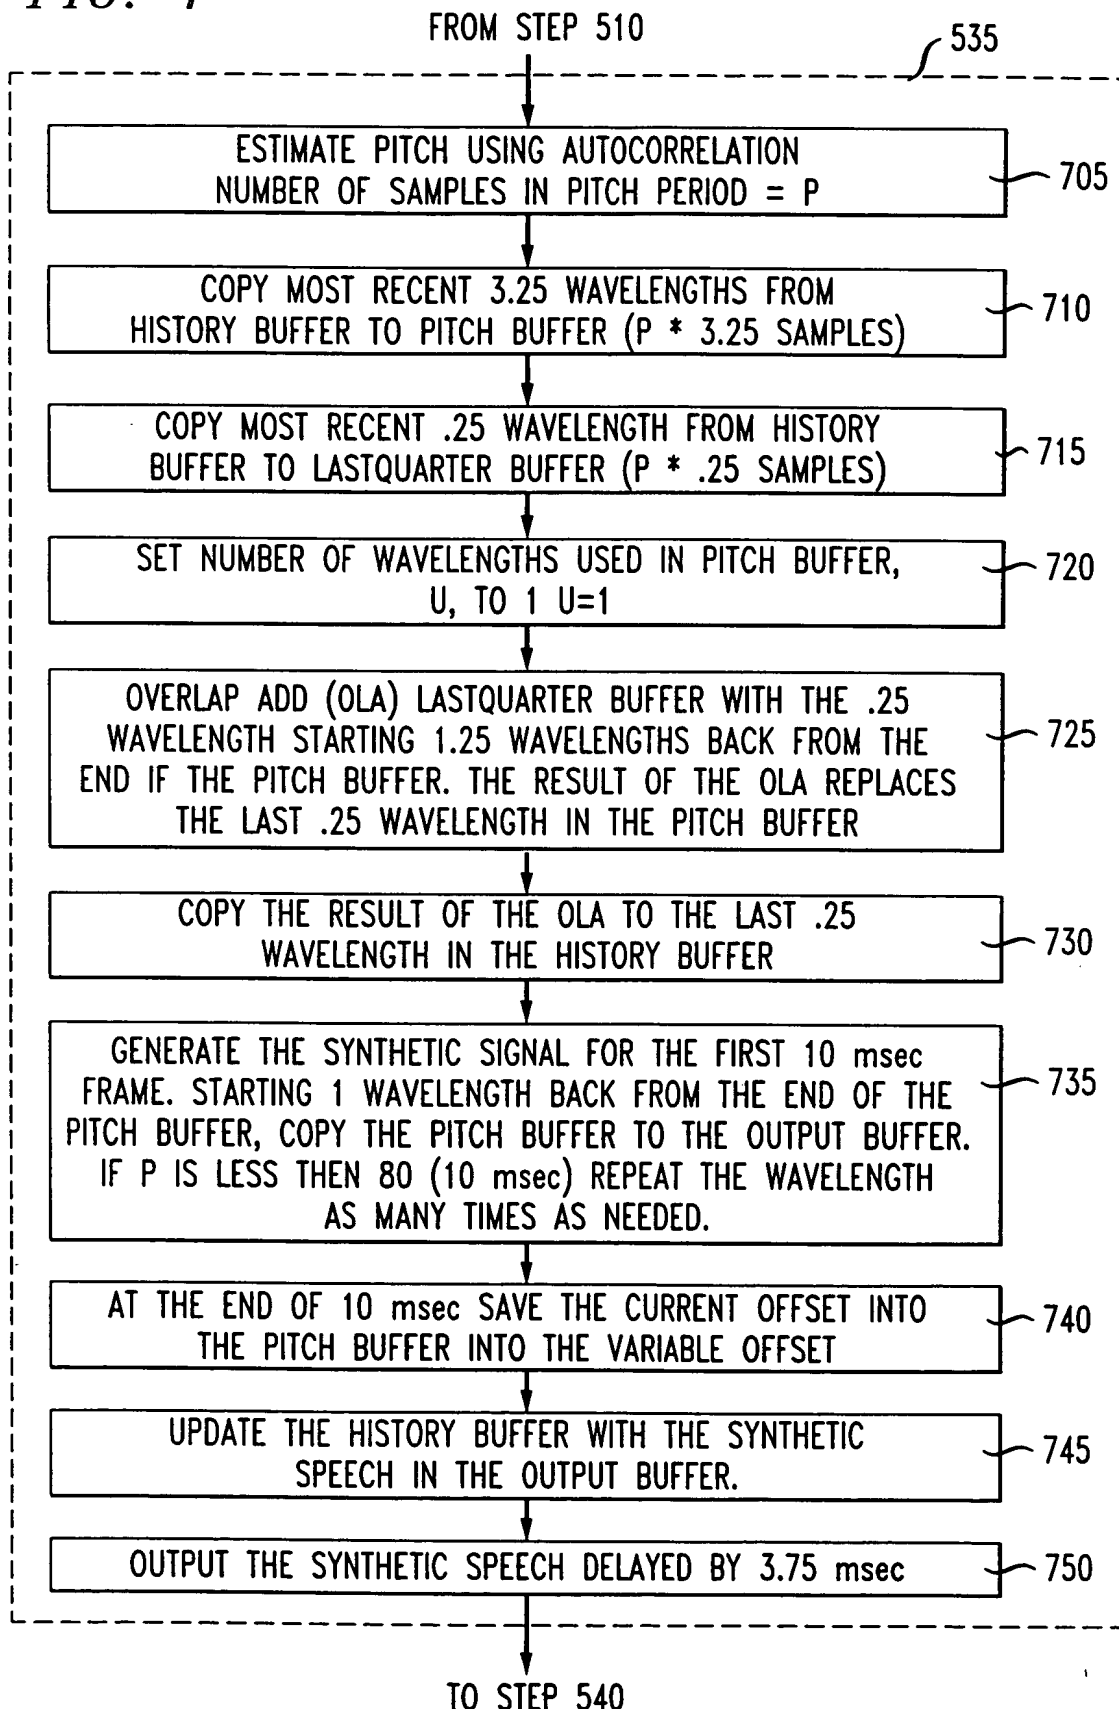 FROM STEP 510
535
ESTIMATE PITCH USING AUTOCORRELATION
NUMBER OF SAMPLES IN PITCH PERIOD = P
705
COPY MOST RECENT 3.25 WAVELENGTHS FROM
HISTORY BUFFER TO PITCH BUFFER (P * 3.25 SAMPLES)
710
COPY MOST RECENT .25 WAVELENGTH FROM HISTORY
BUFFER TO LASTQUARTER BUFFER (P * .25 SAMPLES)
715
SET NUMBER OF WAVELENGTHS USED IN PITCH BUFFER,
U, TO 1 U=1
720
OVERLAP ADD (OLA) LASTQUARTER BUFFER WITH THE .25
WAVELENGTH STARTING 1.25 WAVELENGTHS BACK FROM THE
END IF THE PITCH BUFFER. THE RESULT OF THE OLA REPLACES
THE LAST .25 WAVELENGTH IN THE PITCH BUFFER
725
COPY THE RESULT OF THE OLA TO THE LAST .25
WAVELENGTH IN THE HISTORY BUFFER
730
GENERATE THE SYNTHETIC SIGNAL FOR THE FIRST 10 msec
FRAME. STARTING 1 WAVELENGTH BACK FROM THE END OF THE
PITCH BUFFER, COPY THE PITCH BUFFER TO THE OUTPUT BUFFER.
IF P IS LESS THEN 80 (10 msec) REPEAT THE WAVELENGTH
AS MANY TIMES AS NEEDED.
735
AT THE END OF 10 msec SAVE THE CURRENT OFFSET INTO
THE PITCH BUFFER INTO THE VARIABLE OFFSET
740
UPDATE THE HISTORY BUFFER WITH THE SYNTHETIC
SPEECH IN THE OUTPUT BUFFER.
745
OUTPUT THE SYNTHETIC SPEECH DELAYED BY 3.75 msec
750
TO STEP 540